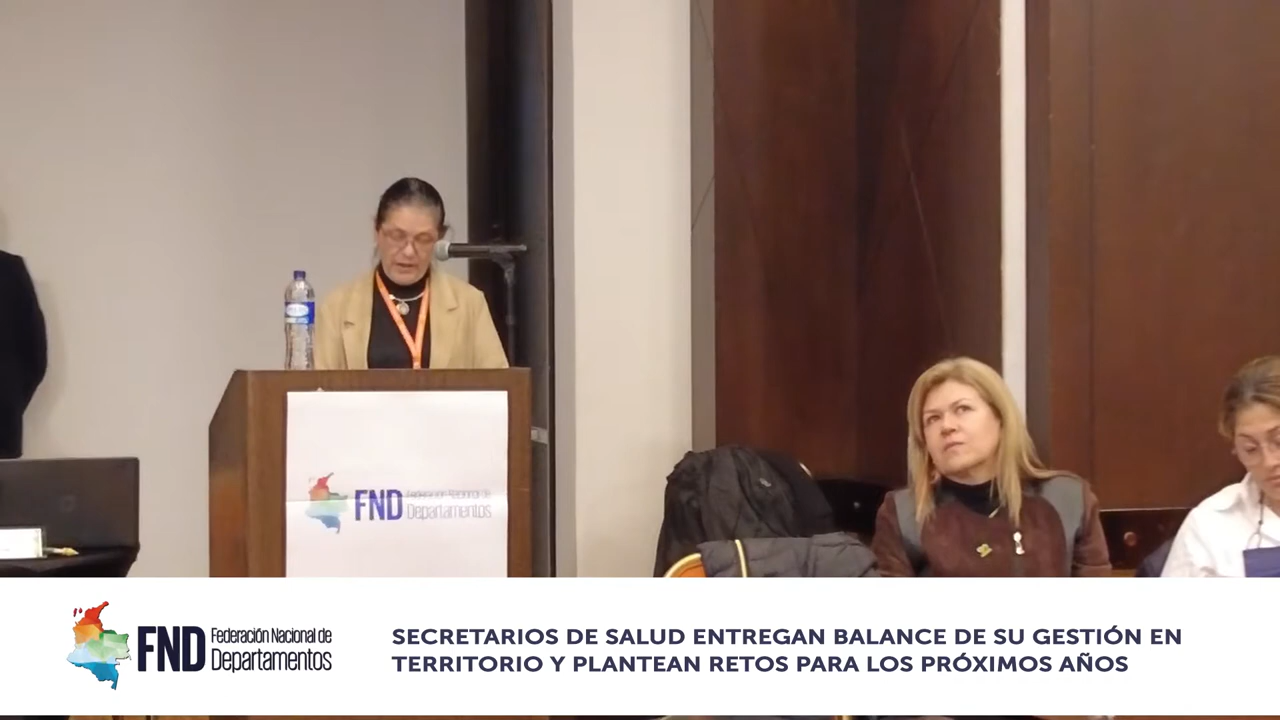 FND Federación Nacional de
Departamentos
FND Federación Nacional de
Departamentos
SECRETARIOS DE SALUD ENTREGAN BALANCE DE SU GESTIÓN EN
TERRITORIO Y PLANTEAN RETOS PARA LOS PRÓXIMOS AÑOS